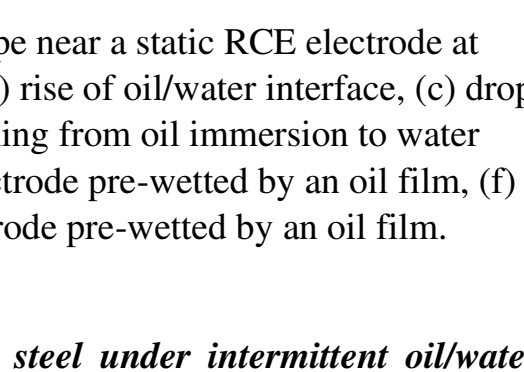 pe near a static RCE electrode at
) rise of oil/water interface, (c) drop
ing from oil immersion to water
trode pre-wetted by an oil film, (f)
rode pre-wetted by an oil film.
steel under intermittent oil/wate